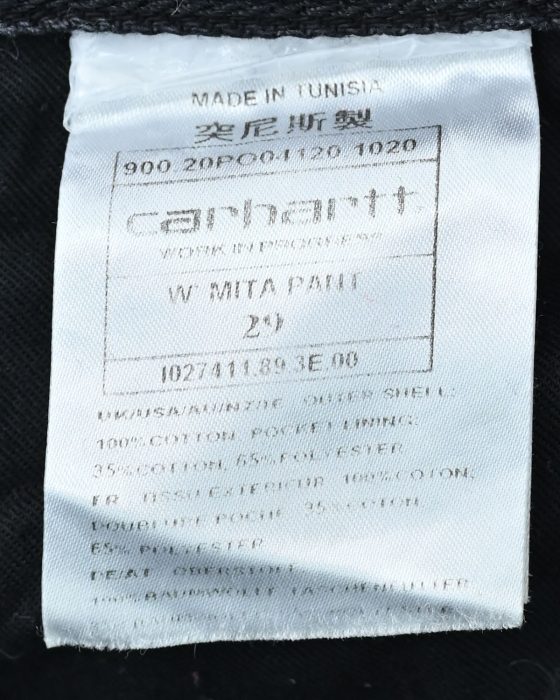 MADE IN TUNISIA
突尼斯製
900 20PO04120 1020
carhartt
WORK IN PROGRESS
W' MITA PANT
29
I027411.89 3E.00
UK/USA/AU/NZ/IE OUTER SHELL:
100% COTTON, POCKET LINING:
35% COTTON, 65% POLYESTER
FR TISSU EXTERIEUR 100% COTON,
DOUBLURE POCHE 35% COTON
65% POLYESTER
DE/AT OBERSTOFF
100% BAUMWOLLE TASCHENFUTTER